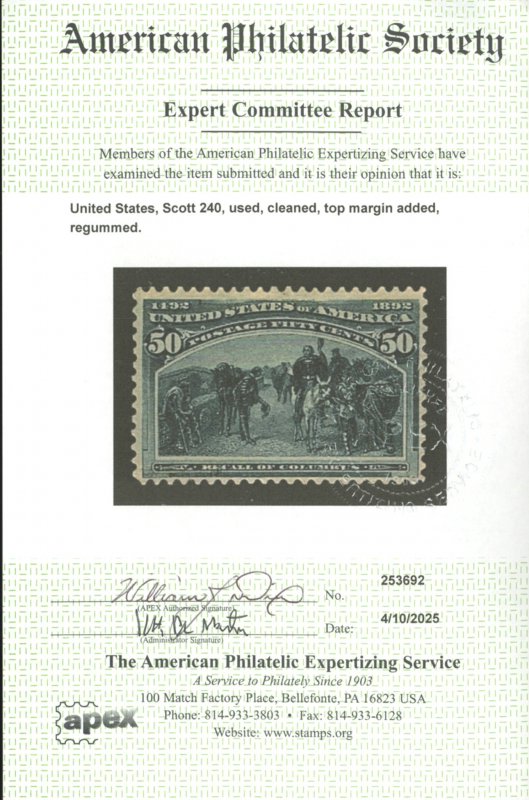 American Philatelic Society
Expert Committee Report
Members of the American Philatelic Expertizing Service have
examined the item submitted and it is their opinion that it is:
United States, Scott 240, used, cleaned, top margin added,
regummed.
1492 1892
UNITED STATES OF AMERICA
50 POSTAGE FIFTY CENTS 50
RECALL OF COLUMBUS
William
(APEX Authorized Signature)
No. 253692
(Administrator Signature)
Date: 4/10/2025
The American Philatelic Expertizing Service
A Service to Philately Since 1903
100 Match Factory Place, Bellefonte, PA 16823 USA
Phone: 814-933-3803 • Fax: 814-933-6128
Website: www.stamps.org
apex